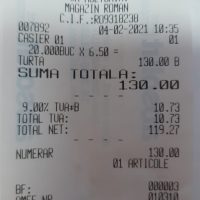 MAGAZIN ROMAN
C.I.F.:RO9318238
007892 04-02-2021 10:35
CASIER 01 01
20.000BUC X 6.50 =
TURTA 130.00 B
SUMA TOTALA:
130.00
9.00% TVA*B 10.73
TOTAL TVA: 10.73
TOTAL NET: 119.27
NUMERAR 130.00
01 ARTICOLE
BF: 000003
010310